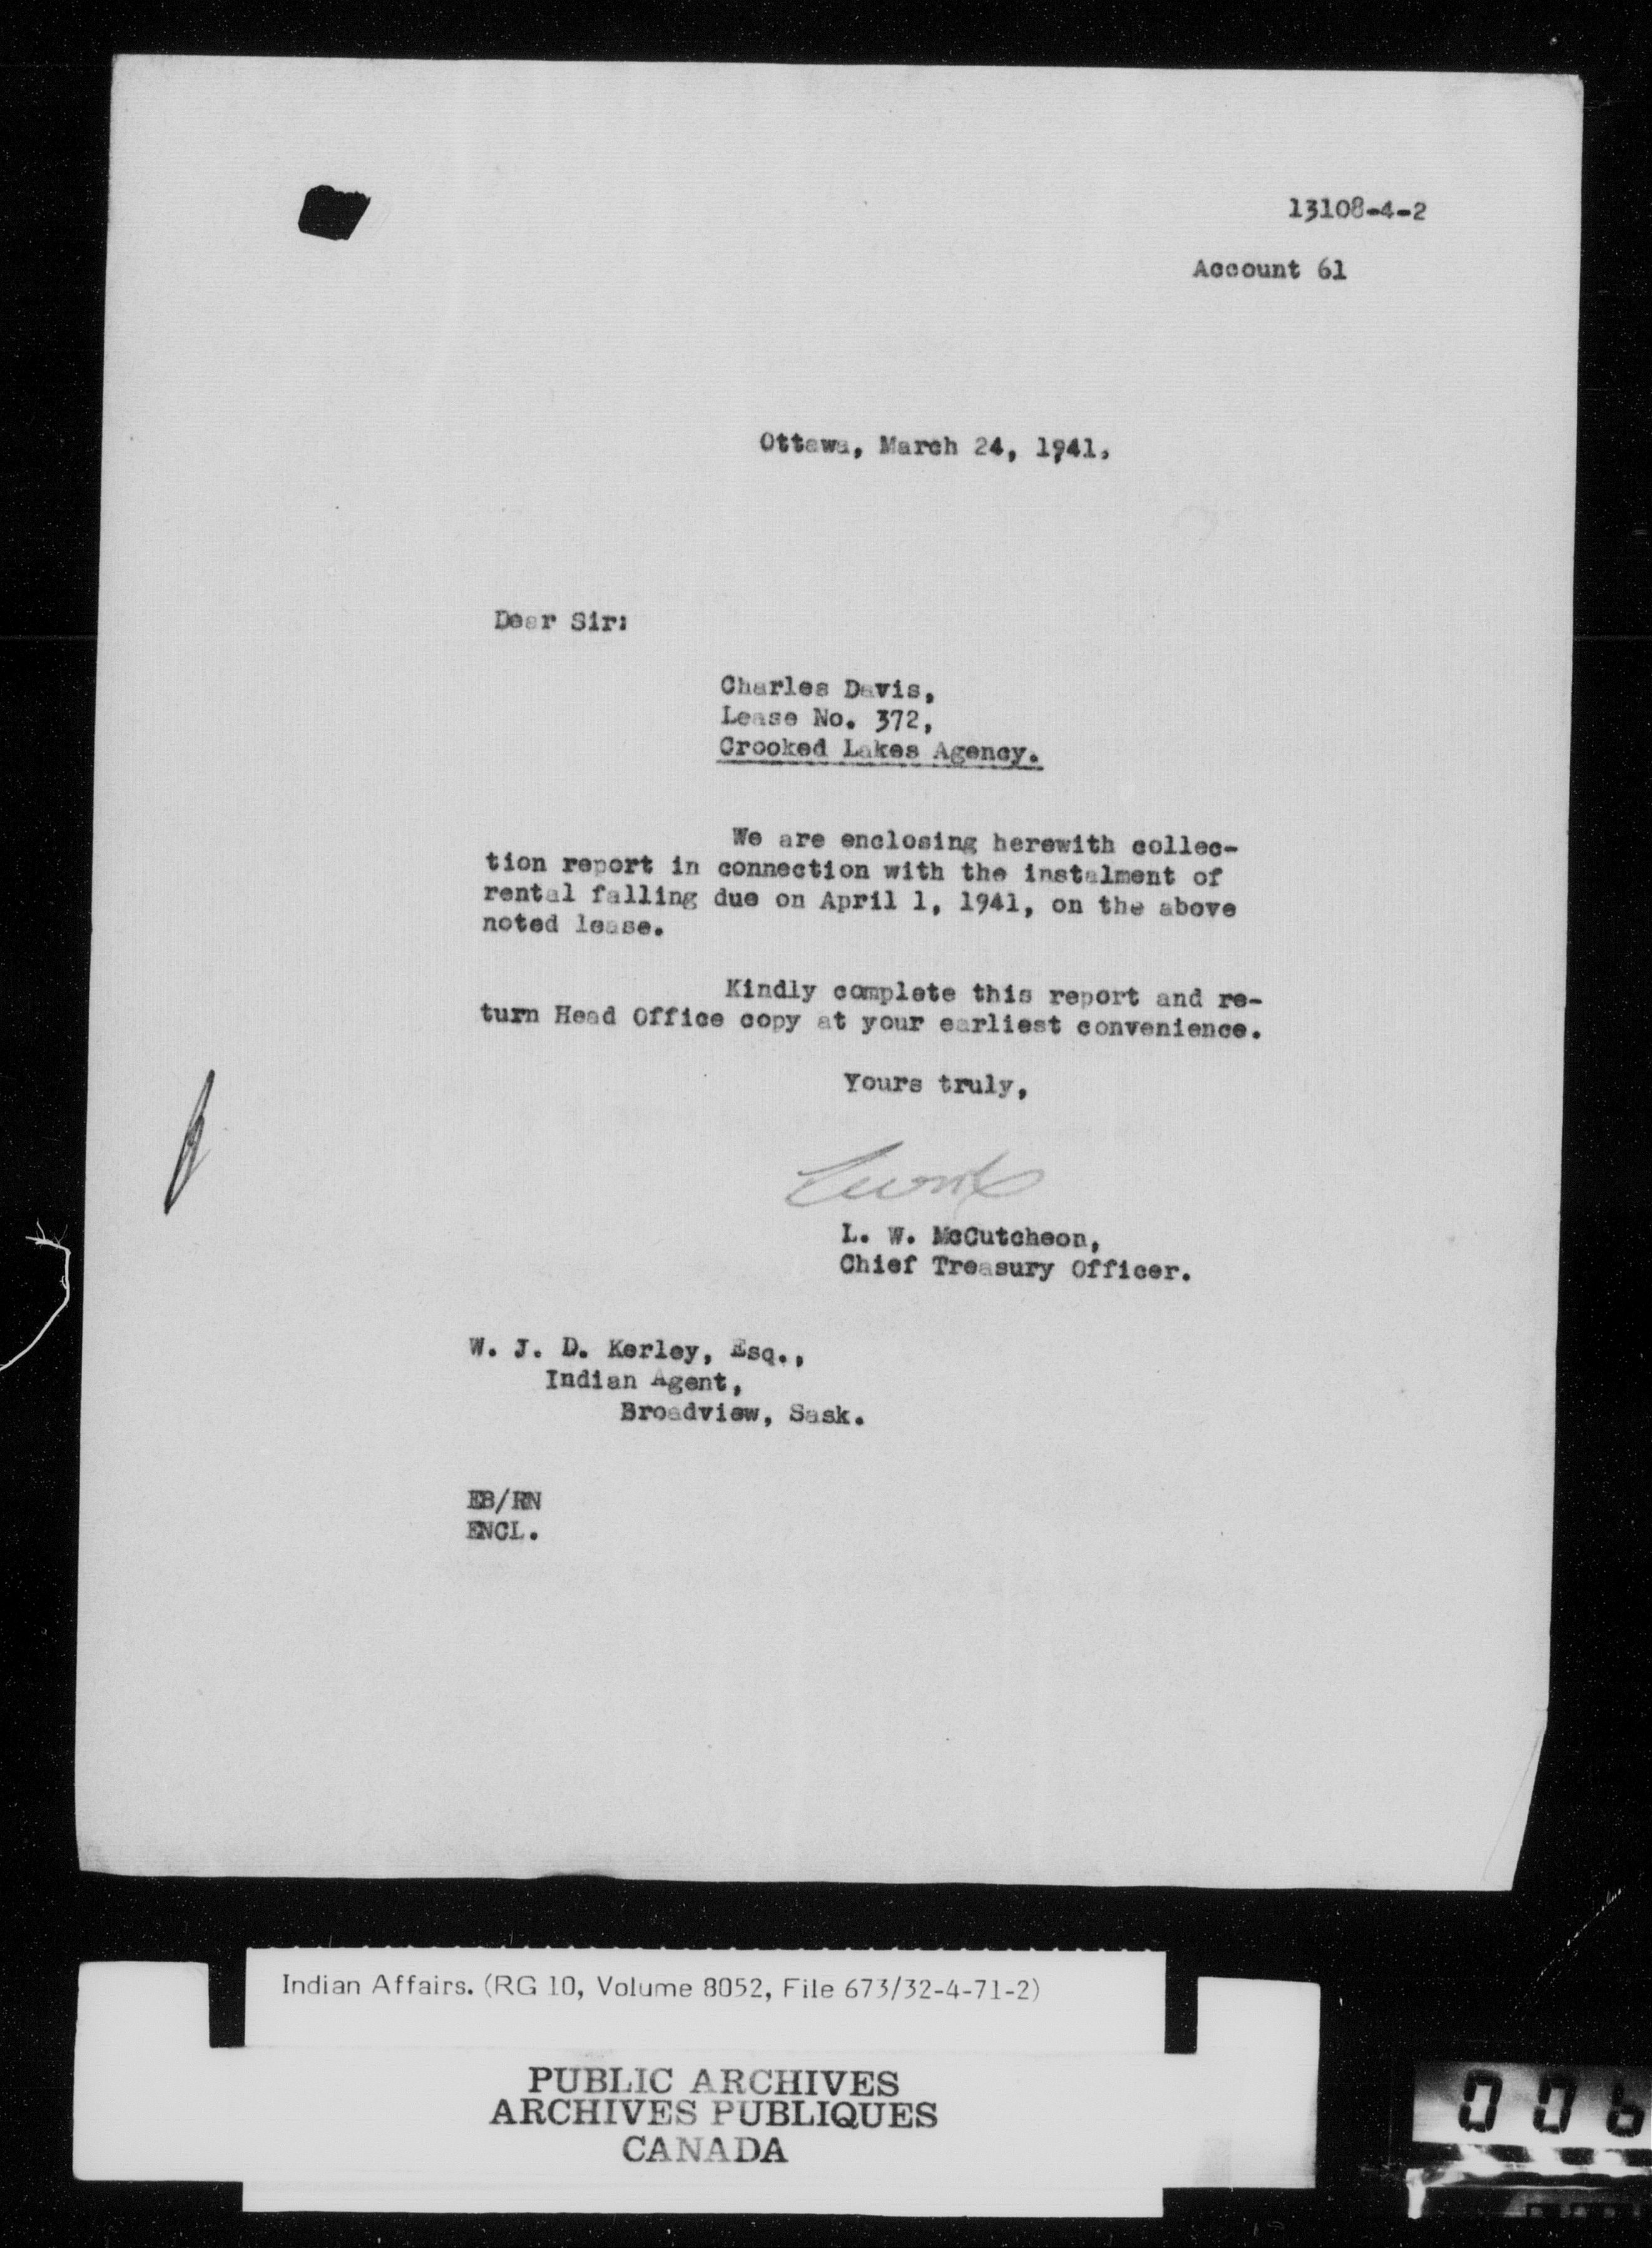 13108-4-2
Account 61
Ottawa, March 24, 1941.
Dear Sir:
Charles Davis,
Lease No. 372,
Crooked Lakes Agency.
We are enclosing herewith collec-
tion report in connection with the instalment of
rental falling due on April 1, 1941, on the above
noted lease.
Kindly complete this report and re-
turn Head Office copy at your earliest convenience.
Yours truly,
L. W. McCutcheon,
Chief Treasury Officer.
W. J. D. Kerley, Esq.,
Indian Agent,
Broadview, Sask.
EB/RN
ENCL.
Indian Affairs. (RG 10, Volume 8052, File 673/32-4-71-2)
PUBLIC ARCHIVES
ARCHIVES PUBLIQUES
CANADA
006